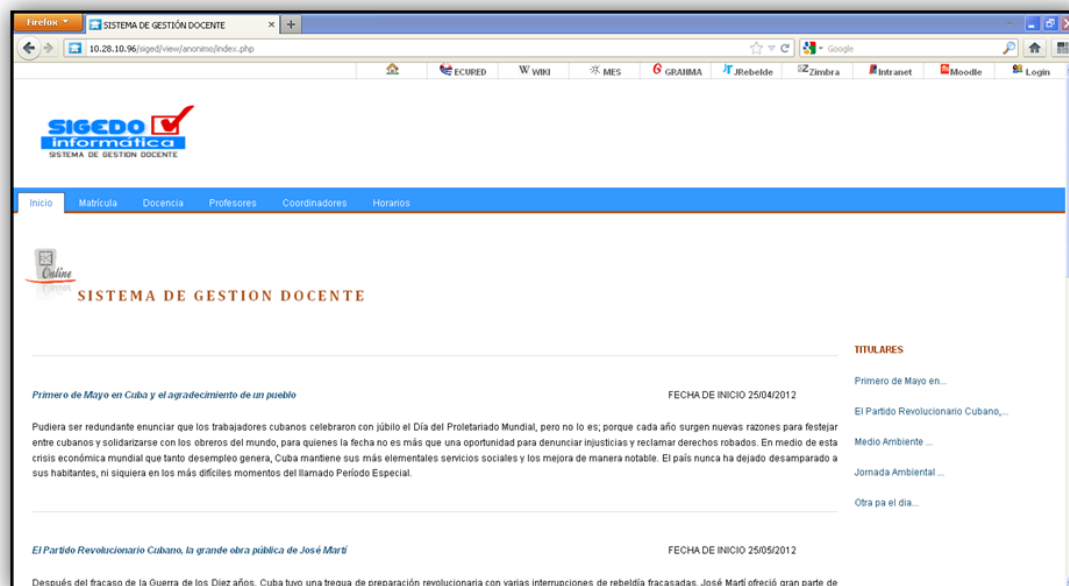 Firefox
SISTEMA DE GESTIÓN DOCENTE
10.28.10.96/siged/view/anonimo/index.php
Google
ECURED WIKI MES GRANMA JRebelde Zimbra Intranet Moodle Login
SIGEDO
informática
SISTEMA DE GESTION DOCENTE
Inicio Matrícula Docencia Profesores Coordinadores Horarios
Online
SISTEMA DE GESTION DOCENTE
TITULARES
Primero de Mayo en...
El Partido Revolucionario Cubano,...
Medio Ambiente ...
Jornada Ambiental ...
Otra pa el dia...
Primero de Mayo en Cuba y el agradecimiento de un pueblo
FECHA DE INICIO 25/04/2012
Pudiera ser redundante enunciar que los trabajadores cubanos celebraron con júbilo el Día del Proletariado Mundial, pero no lo es; porque cada año surgen nuevas razones para festejar
entre cubanos y solidarizarse con los obreros del mundo, para quienes la fecha no es más que una oportunidad para denunciar injusticias y reclamar derechos robados. En medio de esta
crisis económica mundial que tanto desempleo genera, Cuba mantiene sus más elementales servicios sociales y los mejora de manera notable. El país nunca ha dejado desamparado a
sus habitantes, ni siquiera en los más difíciles momentos del llamado Período Especial.
El Partido Revolucionario Cubano, la grande obra pública de José Martí
FECHA DE INICIO 25/05/2012
Después del fracaso de la Guerra de los Diez años, Cuba tuvo una tregua de preparación revolucionaria con varias interrupciones de rebeldía fracasadas. José Martí ofreció gran parte de